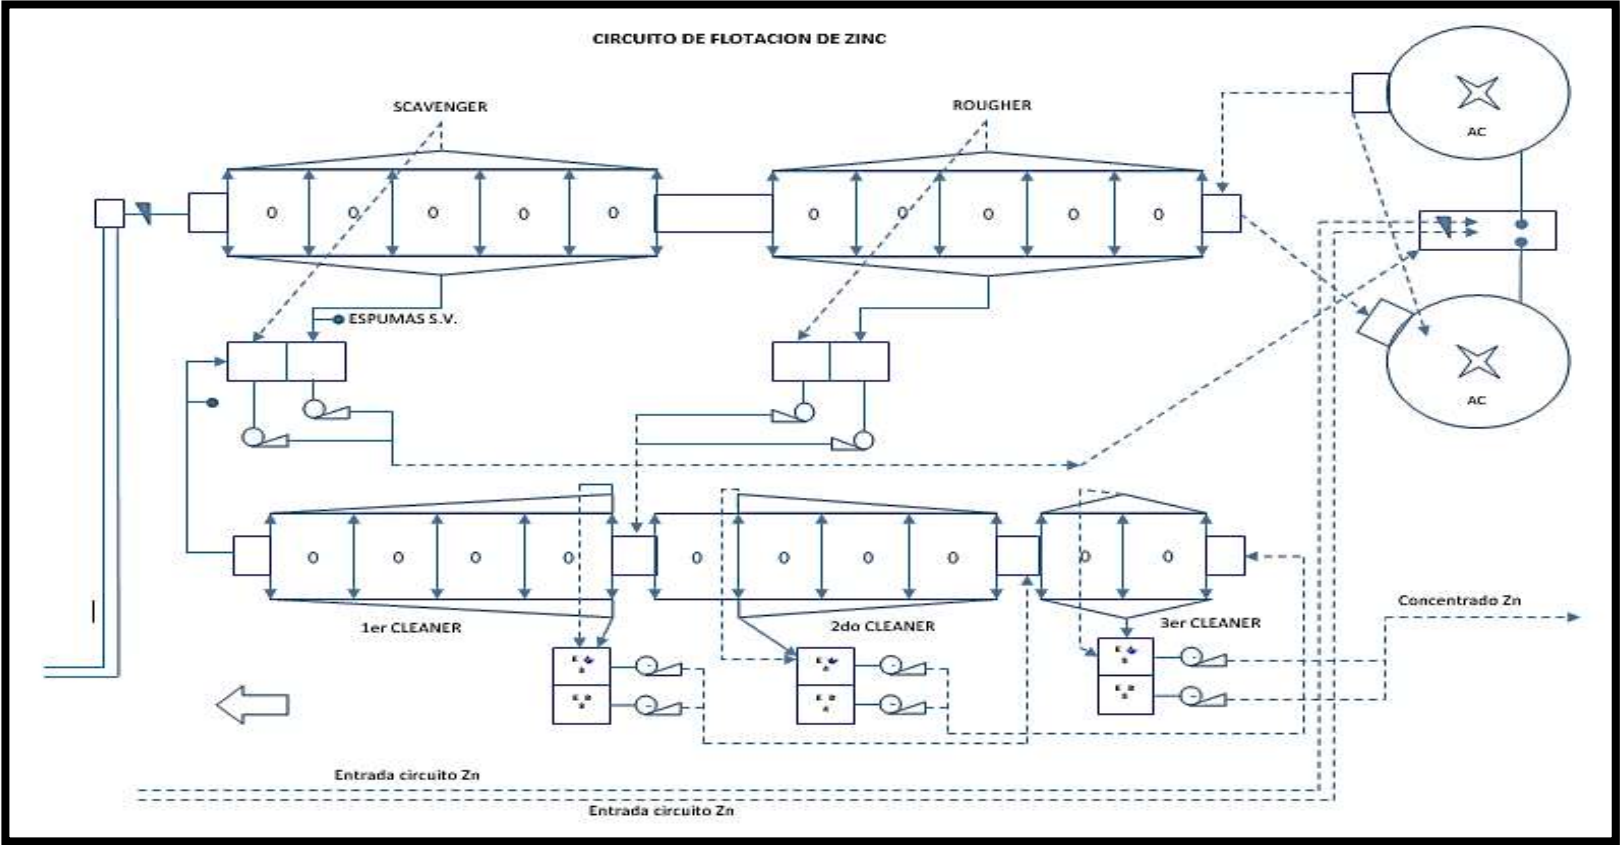 CIRCUITO DE FLOTACION DE ZINC
SCAVENGER
ROUGHER
AC
O O O O O
O O O O O
ESPUMAS S.V.
AC
O O O O
O O O O
O O
1er CLEANER
2do CLEANER
3er CLEANER
Concentrado Zn
Entrada circuito Zn
Entrada circuito Zn